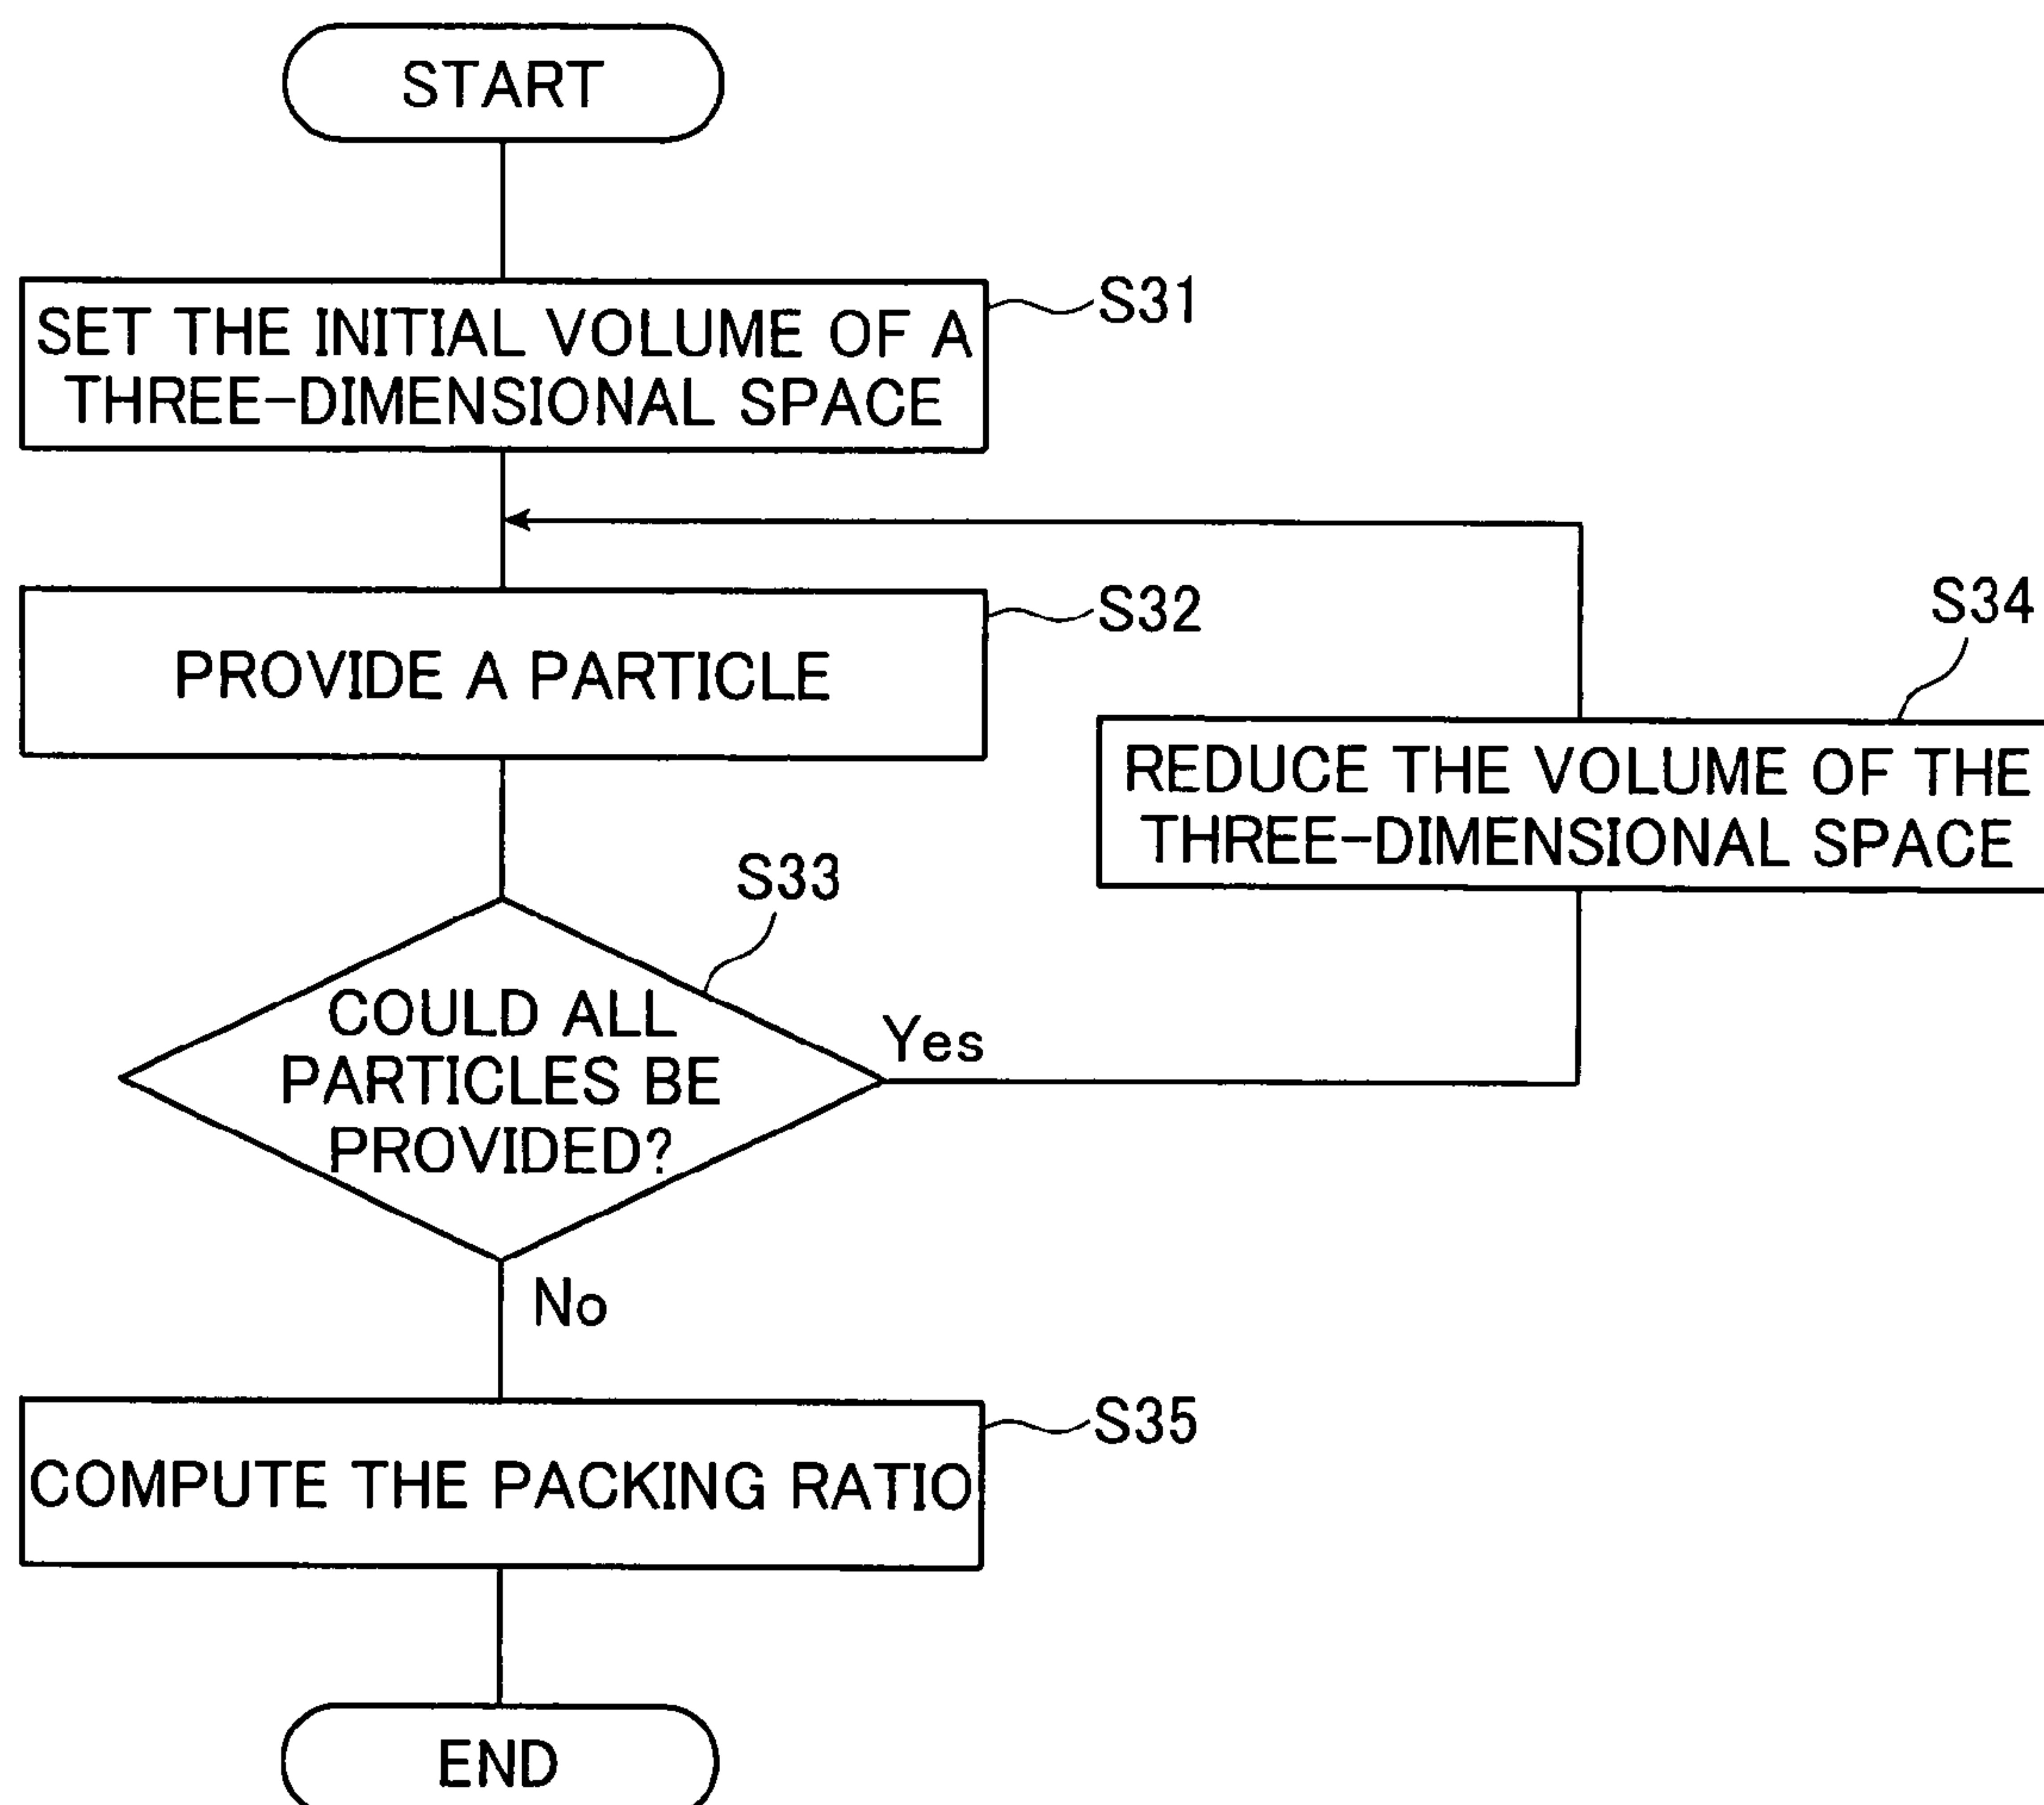 START
SET THE INITIAL VOLUME OF A
THREE-DIMENSIONAL SPACE
S31
PROVIDE A PARTICLE
S32
S34
REDUCE THE VOLUME OF THE
THREE-DIMENSIONAL SPACE
S33
COULD ALL
PARTICLES BE
PROVIDED?
Yes
No
COMPUTE THE PACKING RATIO
S35
END